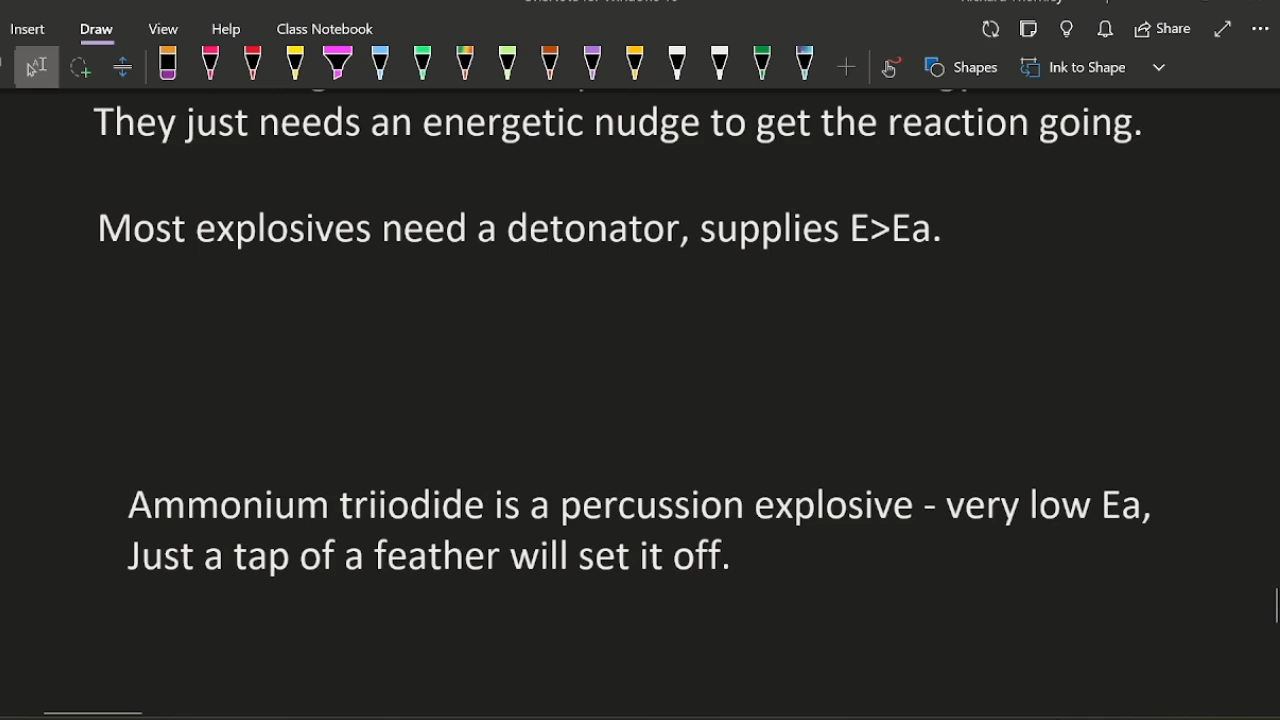 Insert Draw View Help Class Notebook Share
Shapes Ink to Shape
They just needs an energetic nudge to get the reaction going.
Most explosives need a detonator, supplies E>Ea.
Ammonium triiodide is a percussion explosive - very low Ea,
Just a tap of a feather will set it off.